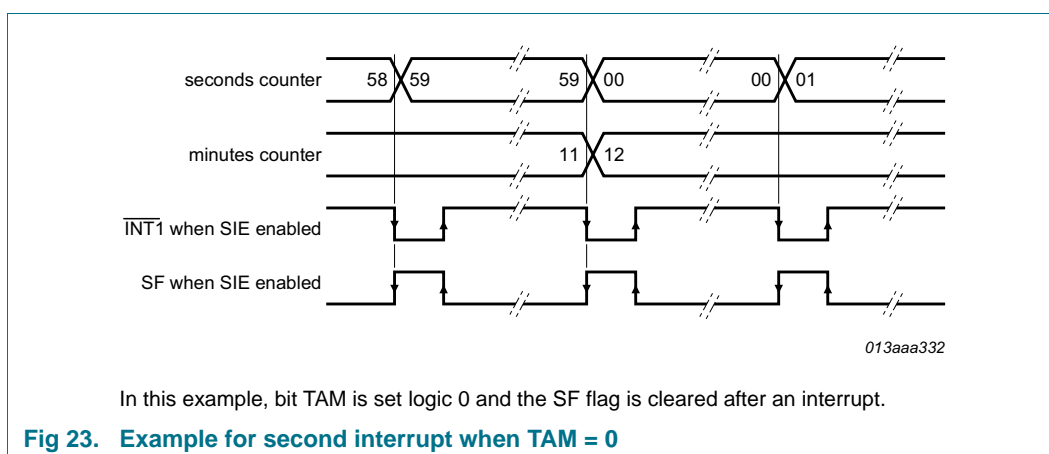 seconds counter
58 59 59 00 00 01
minutes counter
11 12
INT1 when SIE enabled
SF when SIE enabled
013aaa332
In this example, bit TAM is set logic 0 and the SF flag is cleared after an interrupt.
Fig 23. Example for second interrupt when TAM = 0